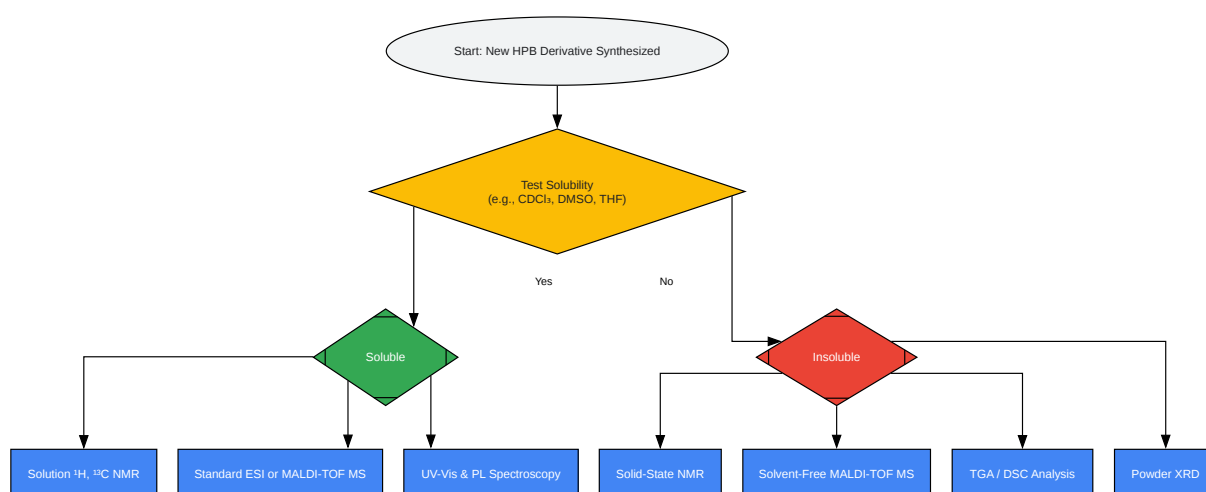 Start: New HPB Derivative Synthesized
Test Solubility
(e.g., CDCl₃, DMSO, THF)
Yes
No
Soluble
Insoluble
Solution ¹H, ¹³C NMR
Standard ESI or MALDI-TOF MS
UV-Vis & PL Spectroscopy
Solid-State NMR
Solvent-Free MALDI-TOF MS
TGA / DSC Analysis
Powder XRD